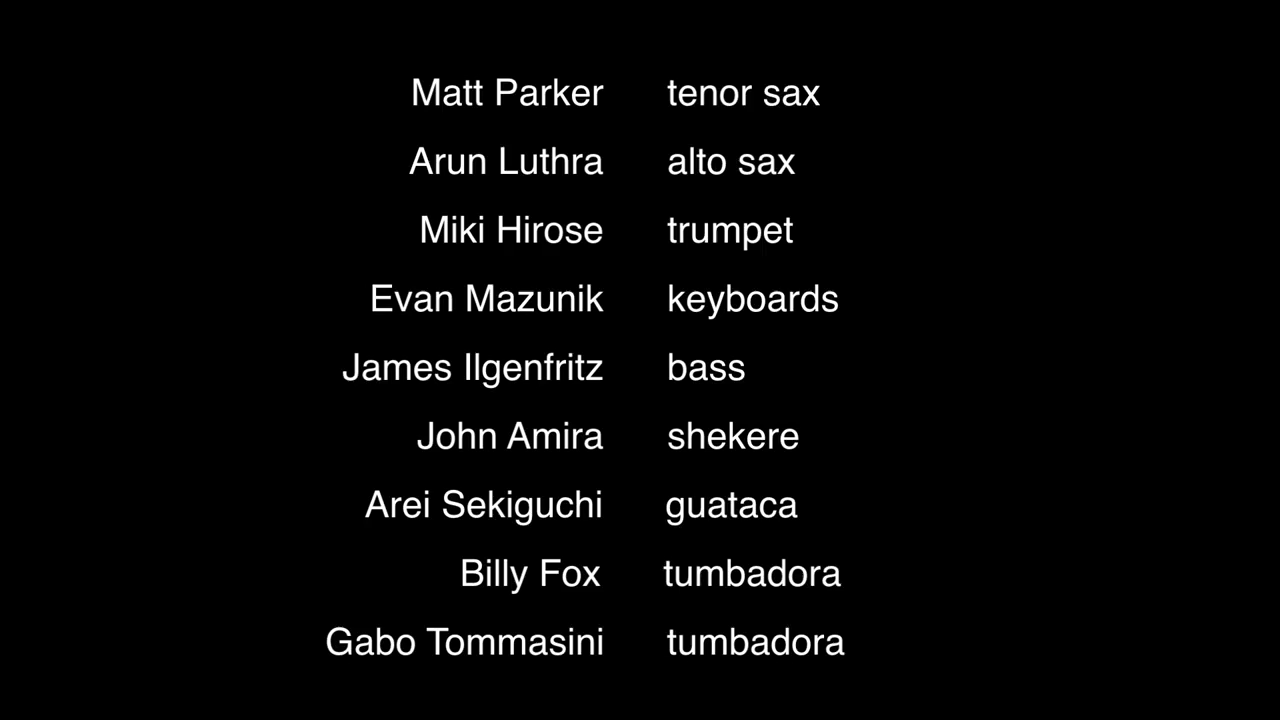 Matt Parker tenor sax
Arun Luthra alto sax
Miki Hirose trumpet
Evan Mazunik keyboards
James Ilgenfritz bass
John Amira shekere
Arei Sekiguchi guataca
Billy Fox tumbadora
Gabo Tommasini tumbadora